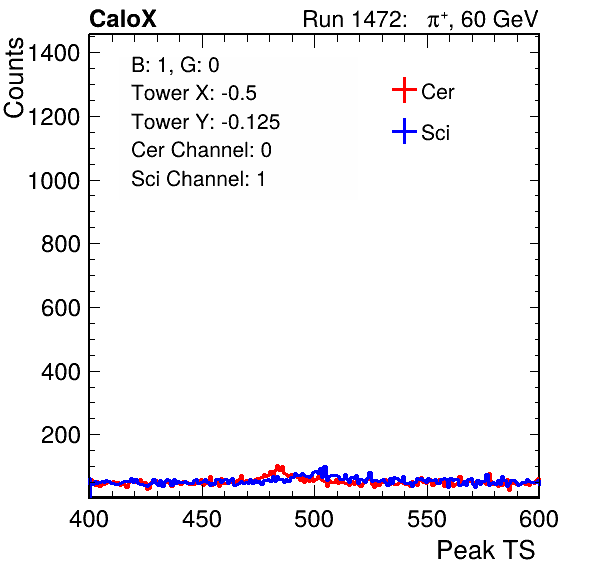 CaloX Run 1472: π⁺, 60 GeV
Counts
B: 1, G: 0
Tower X: -0.5
Tower Y: -0.125
Cer Channel: 0
Sci Channel: 1
Cer
Sci
1400
1200
1000
800
600
400
200
400 450 500 550 600
Peak TS